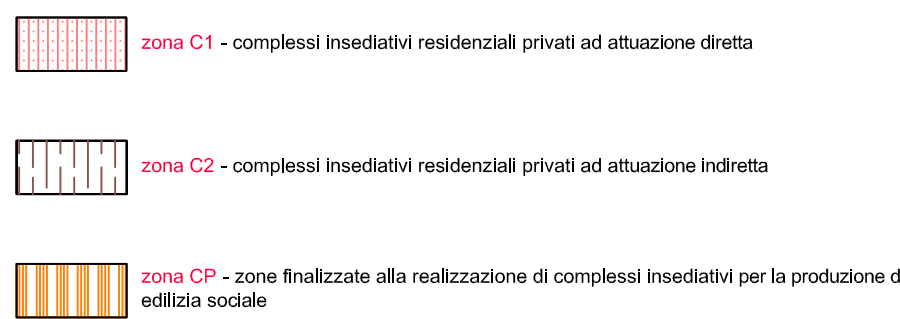 zona C1 - complessi insediativi residenziali privati ad attuazione diretta
zona C2 - complessi insediativi residenziali privati ad attuazione indiretta
zona CP - zone finalizzate alla realizzazione di complessi insediativi per la produzione d
edilizia sociale